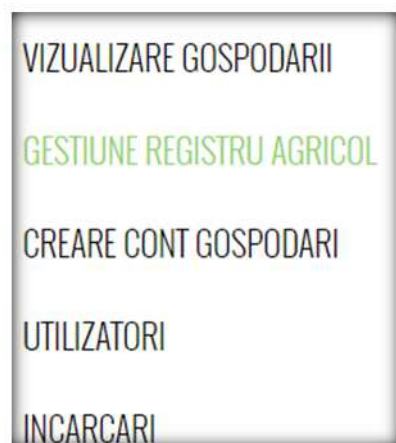 VIZUALIZARE GOSPODARII
GESTIUNE REGISTRU AGRICOL
CREARE CONT GOSPODARI
UTILIZATORI
INCARCARI